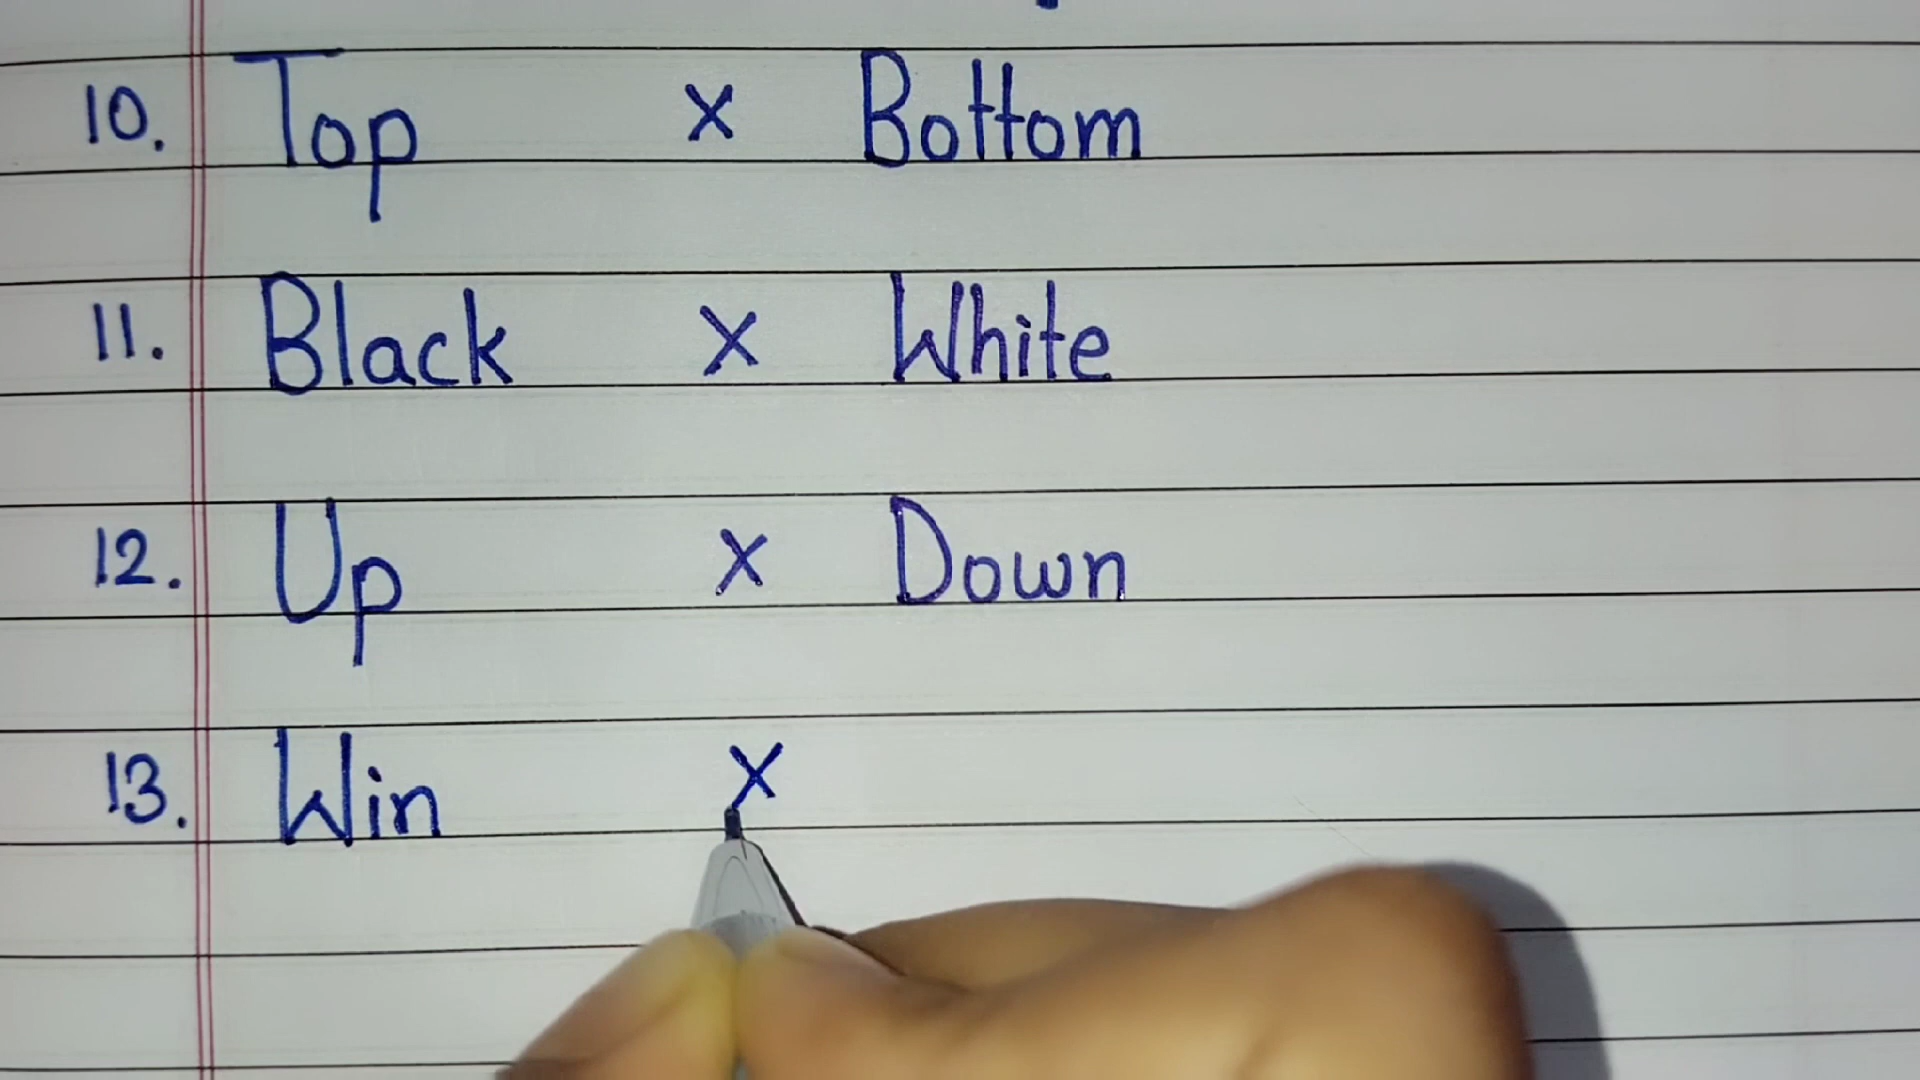 10. Top x Bottom
11. Black x White
12. Up x Down
13. Win x